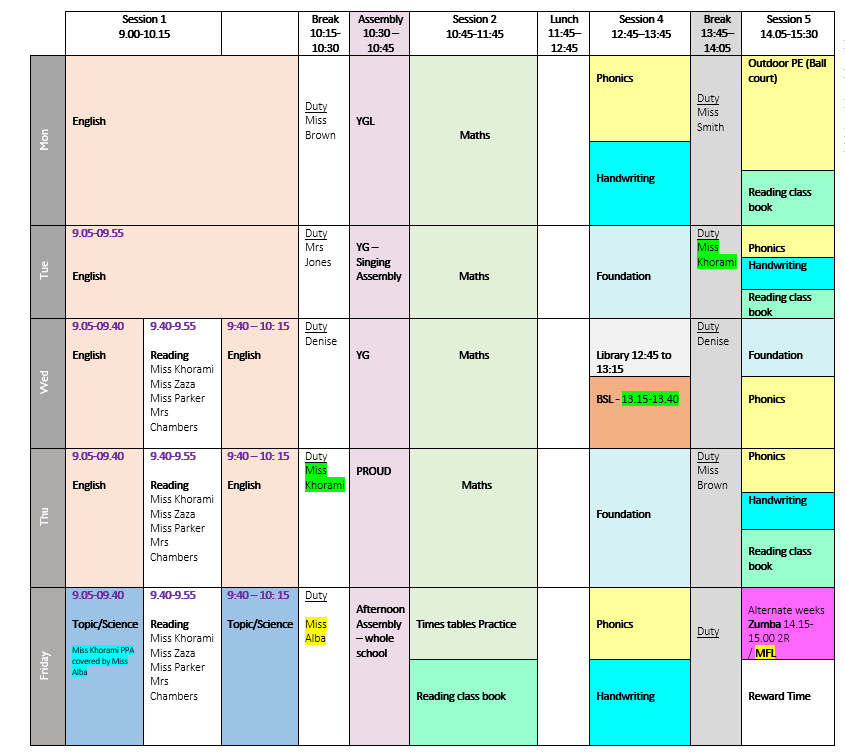 Session 1
9.00-10.15
Break
10:15-
10:30
Assembly
10:30 –
10:45
Session 2
10:45-11:45
Lunch
11:45–
12:45
Session 4
12:45–13:45
Break
13:45–
14:05
Session 5
14.05-15:30
Mon
English
Duty
Miss
Brown
YGL
Maths
Phonics
Handwriting
Duty
Miss
Smith
Outdoor PE (Ball
court)
Reading class
book
Tue
9.05-09.55
English
Duty
Mrs
Jones
YG –
Singing
Assembly
Maths
Foundation
Duty
Miss
Khorami
Phonics
Handwriting
Reading class
book
Wed
9.05-09.40
English
9.40-9.55
Reading
Miss Khorami
Miss Zaza
Miss Parker
Mrs
Chambers
9:40 – 10: 15
English
Duty
Denise
YG
Maths
Library 12:45 to
13:15
BSL - 13.15-13.40
Duty
Denise
Foundation
Phonics
Thu
9.05-09.40
English
9.40-9.55
Reading
Miss Khorami
Miss Zaza
Miss Parker
Mrs
Chambers
9:40 – 10: 15
English
Duty
Miss
Khorami
PROUD
Maths
Foundation
Duty
Miss
Brown
Phonics
Handwriting
Reading class
book
Friday
9.05-09.40
Topic/Science
Miss Khorami PPA
covered by Miss
Alba
9.40-9.55
Reading
Miss Khorami
Miss Zaza
Miss Parker
Mrs
Chambers
9:40 – 10: 15
Topic/Science
Duty
Miss
Alba
Afternoon
Assembly
– whole
school
Times tables Practice
Reading class book
Phonics
Handwriting
Duty
Alternate weeks
Zumba 14.15-
15.00 2R
/ MFL
Reward Time